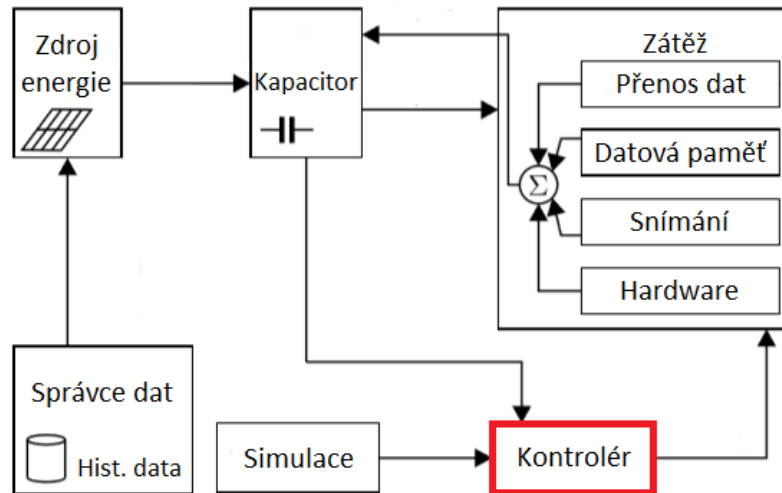 Zdroj
energie
Kapacitor
Zátěž
Přenos dat
Datová paměť
Σ
Snímání
Hardware
Správce dat
Hist. data
Simulace
Kontrolér